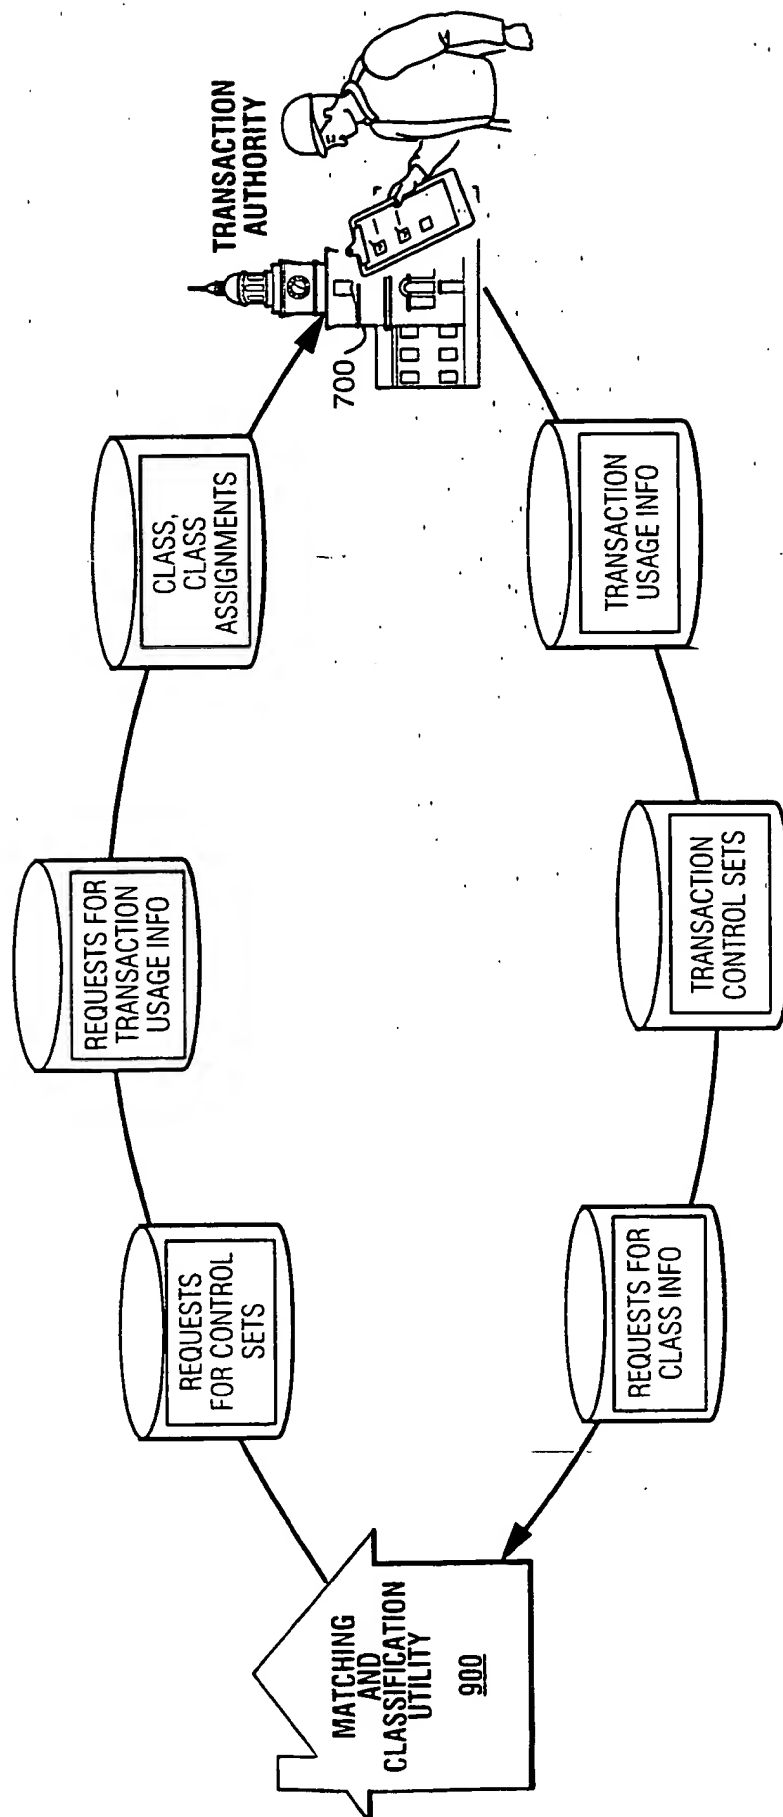 TRANSACTION
AUTHORITY
700
CLASS,
CLASS
ASSIGNMENTS
REQUESTS FOR
TRANSACTION
USAGE INFO
REQUESTS
FOR CONTROL
SETS
MATCHING
AND
CLASSIFICATION
UTILITY
900
REQUESTS FOR
CLASS INFO
TRANSACTION
CONTROL SETS
TRANSACTION
USAGE INFO